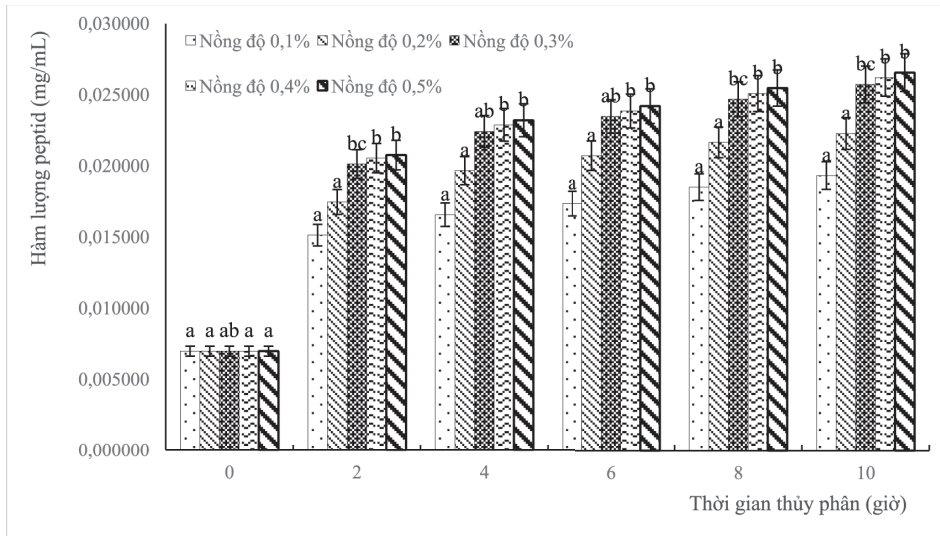 Hàm lượng peptid (mg/mL)
0,030000
0,025000
0,020000
0,015000
0,010000
0,005000
0,000000
Nồng độ 0,1% Nồng độ 0,2% Nồng độ 0,3%
Nồng độ 0,4% Nồng độ 0,5%
a a ab a a
a a bc b b
a a ab b b
a a ab b b
a a bc b b
a a bc b b
0 2 4 6 8 10
Thời gian thủy phân (giờ)